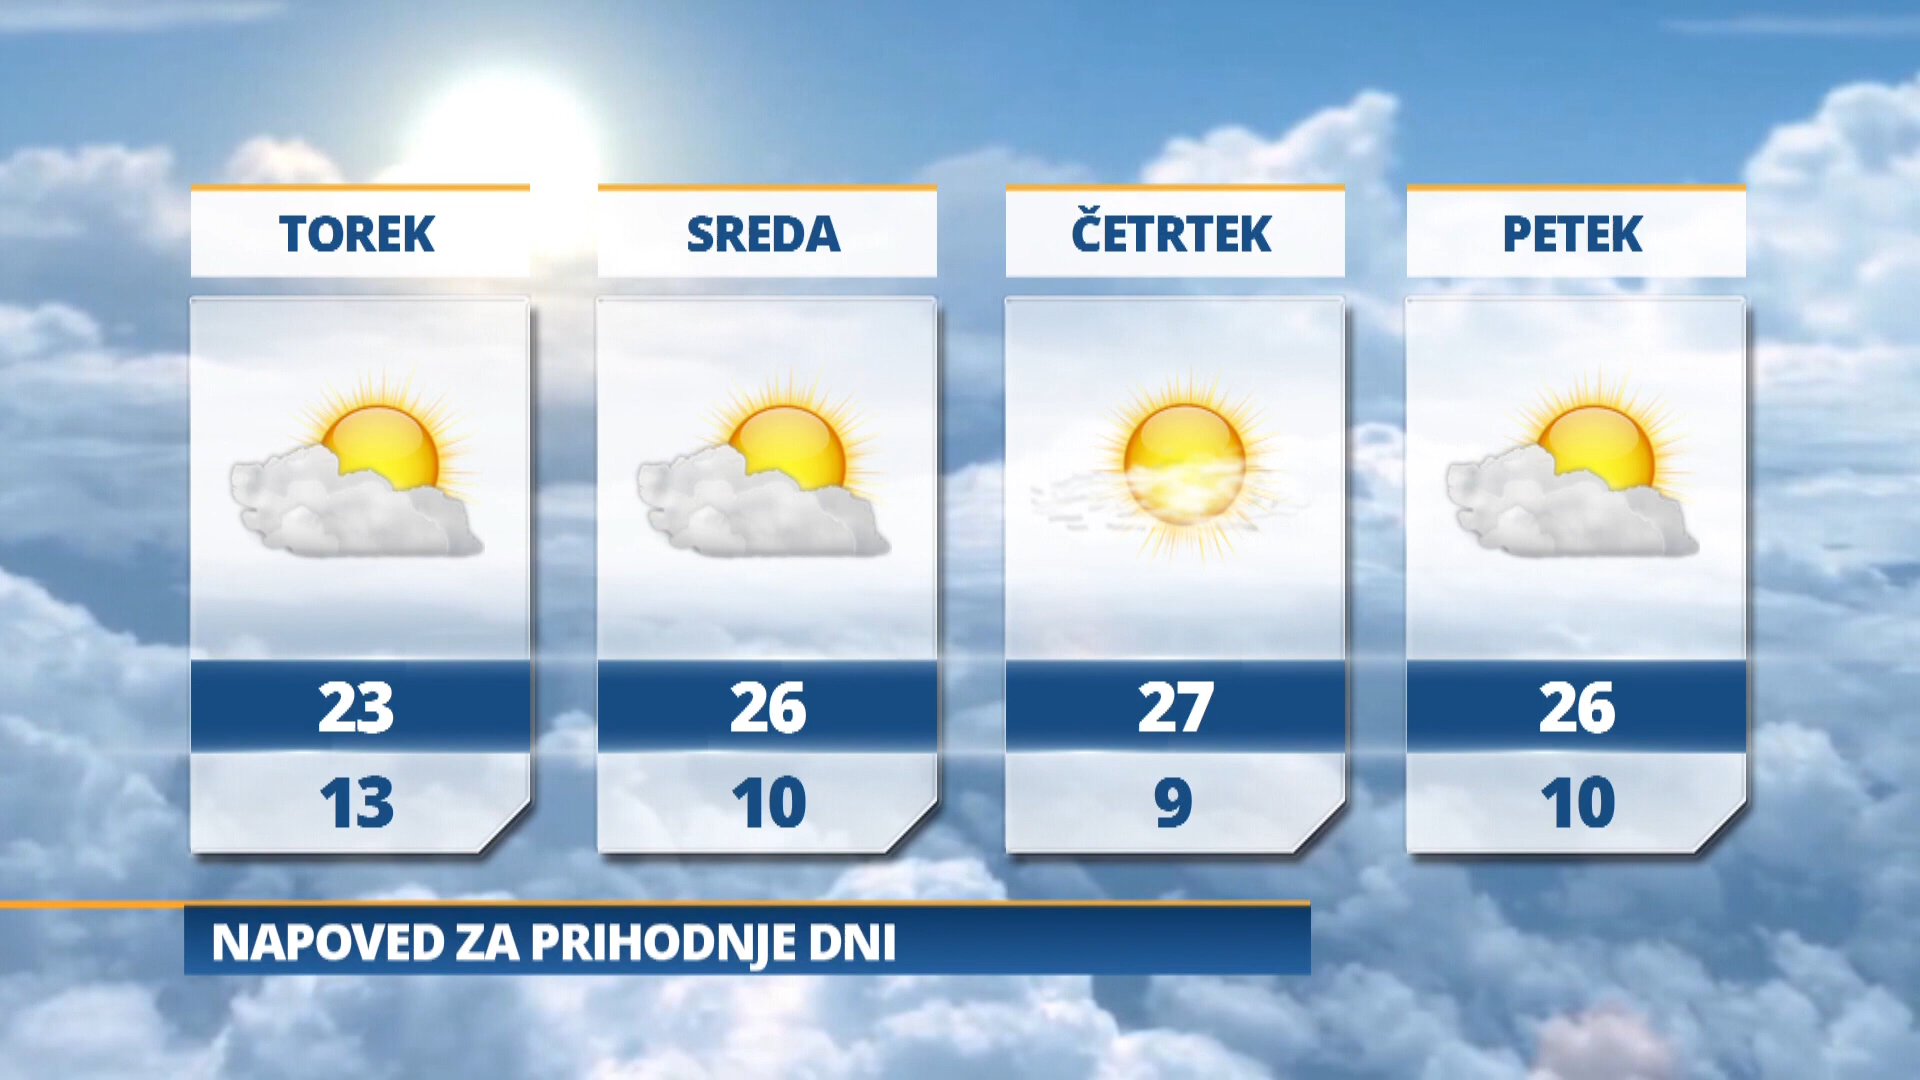 TOREK
SREDA
ČETRTEK
PETEK
23
26
27
26
13
10
9
10
NAPOVED ZA PRIHODNJE DNI